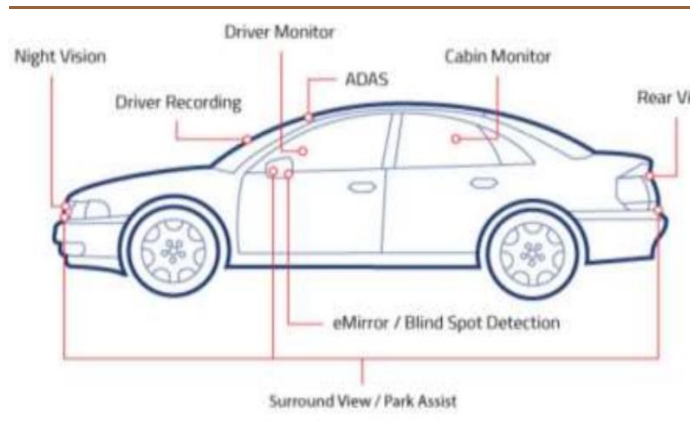 Driver Monitor
Night Vision
Cabin Monitor
ADAS
Driver Recording
Rear Vi
eMirror / Blind Spot Detection
Surround View / Park Assist